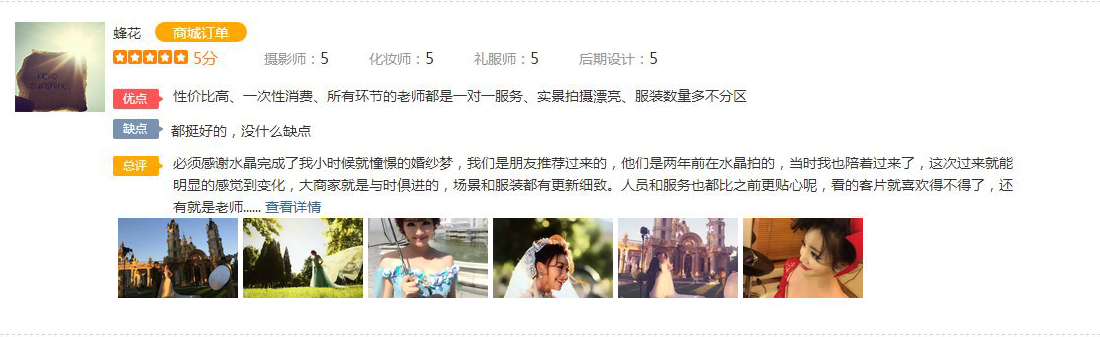 蜂花 商城订单
5分 摄影师：5 化妆师：5 礼服师：5 后期设计：5
优点 性价比高、一次性消费、所有环节的老师都是一对一服务、实景拍摄漂亮、服装数量多不分区
缺点 都挺好的，没什么缺点
总评 必须感谢水晶完成了我小时候就憧憬的婚纱梦，我们是朋友推荐过来的，他们是两年前在水晶拍的，当时我也陪着过来了，这次过来就能
明显的感觉到变化，大商家就是与时俱进的，场景和服装都有更新细致。人员和服务也都比之前更贴心呢，看的客片就喜欢得不得了，还
有就是老师...... 查看详情